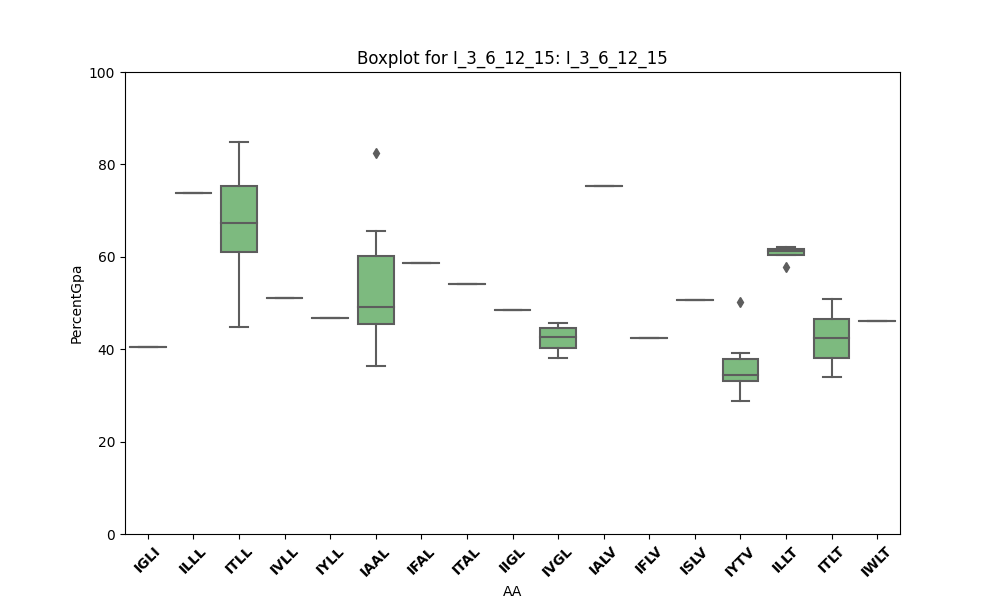 Boxplot for I_3_6_12_15: I_3_6_12_15
PercentGpa
100
80
60
40
20
0
IGLI ILLL ITLL IVLL IYLL IAAL IFAL ITAL IIGL IVGL IALV IFLV ISLV IYTV ILLT ITLT IWLT
AA